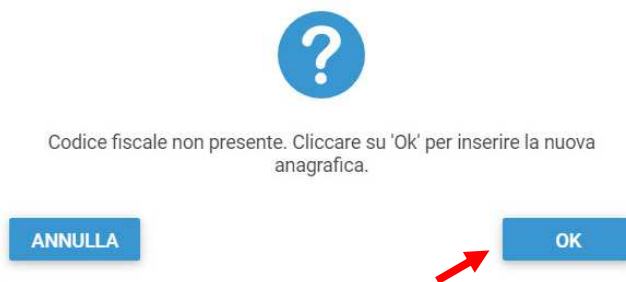 ?
Codice fiscale non presente. Cliccare su 'Ok' per inserire la nuova
anagrafica.
ANNULLA
OK